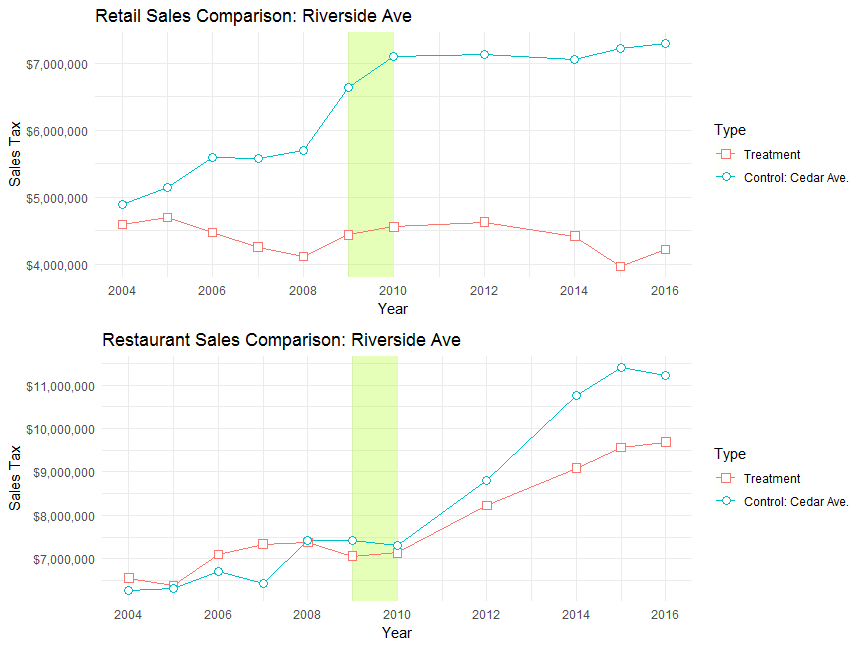 Retail Sales Comparison: Riverside Ave
$7,000,000
$6,000,000
$5,000,000
$4,000,000
Sales Tax
2004 2006 2008 2010 2012 2014 2016
Year
Type
Treatment
Control: Cedar Ave.
Restaurant Sales Comparison: Riverside Ave
$11,000,000
$10,000,000
$9,000,000
$8,000,000
$7,000,000
Sales Tax
2004 2006 2008 2010 2012 2014 2016
Year
Type
Treatment
Control: Cedar Ave.